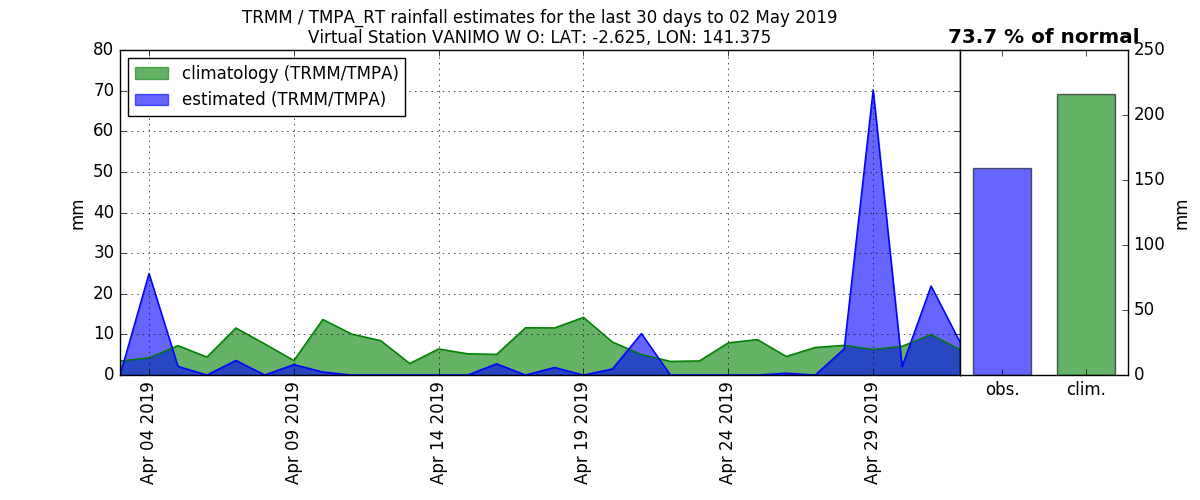 TRMM / TMPA_RT rainfall estimates for the last 30 days to 02 May 2019
Virtual Station VANIMO W O: LAT: -2.625, LON: 141.375
73.7 % of normal
climatology (TRMM/TMPA)
estimated (TRMM/TMPA)
80
70
60
50
40
30
20
10
0
mm
Apr 04 2019
Apr 09 2019
Apr 14 2019
Apr 19 2019
Apr 24 2019
Apr 29 2019
250
200
150
100
50
0
mm
obs.
clim.